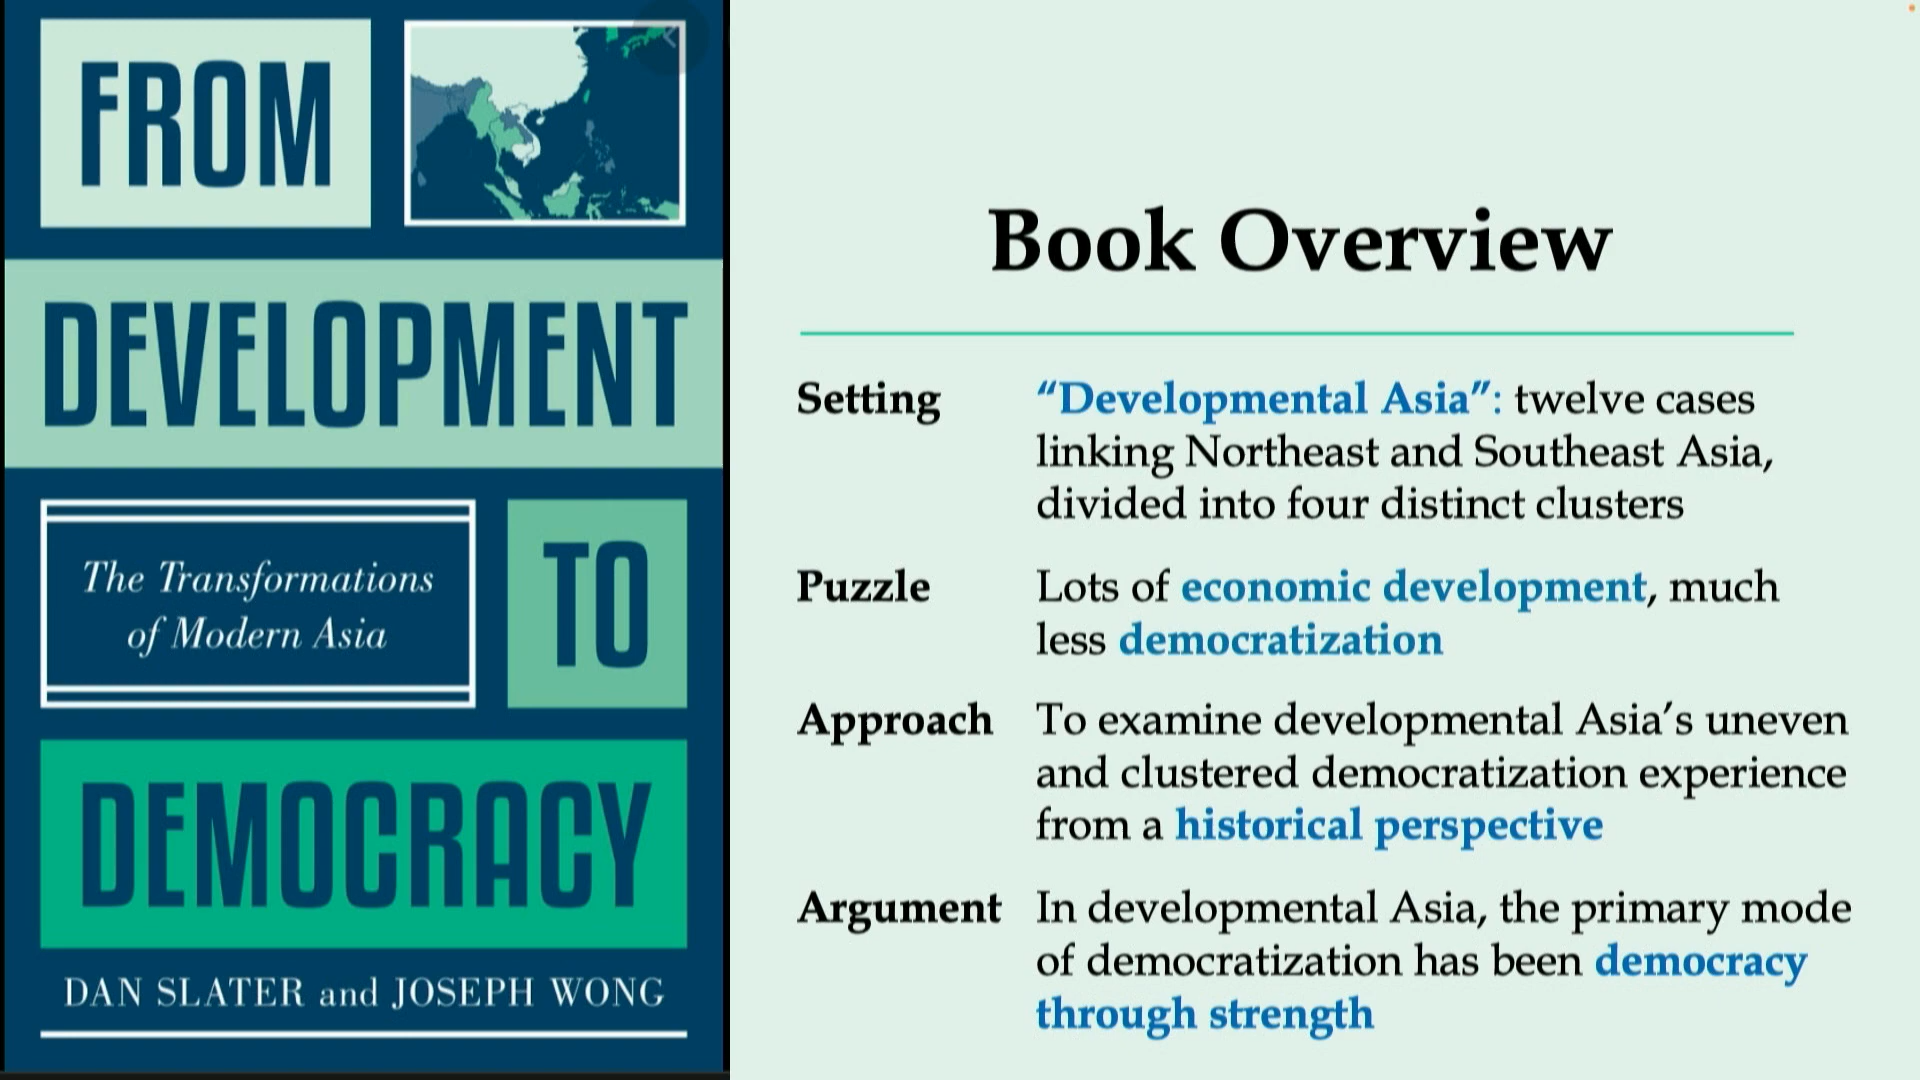 FROM
DEVELOPMENT
The Transformations
of Modern Asia
TO
DEMOCRACY
DAN SLATER and JOSEPH WONG
Book Overview
Setting “Developmental Asia”: twelve cases
linking Northeast and Southeast Asia,
divided into four distinct clusters
Puzzle Lots of economic development, much
less democratization
Approach To examine developmental Asia’s uneven
and clustered democratization experience
from a historical perspective
Argument In developmental Asia, the primary mode
of democratization has been democracy
through strength